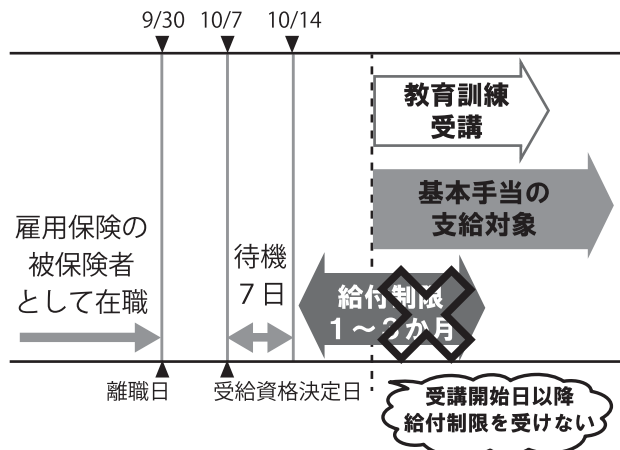 9/30 10/7 10/14
教育訓練
受講
基本手当の
支給対象
雇用保険の
被保険者
として在職
待機
7日
給付制限
1～3か月
離職日
受給資格決定日
受講開始日以降
給付制限を受けない